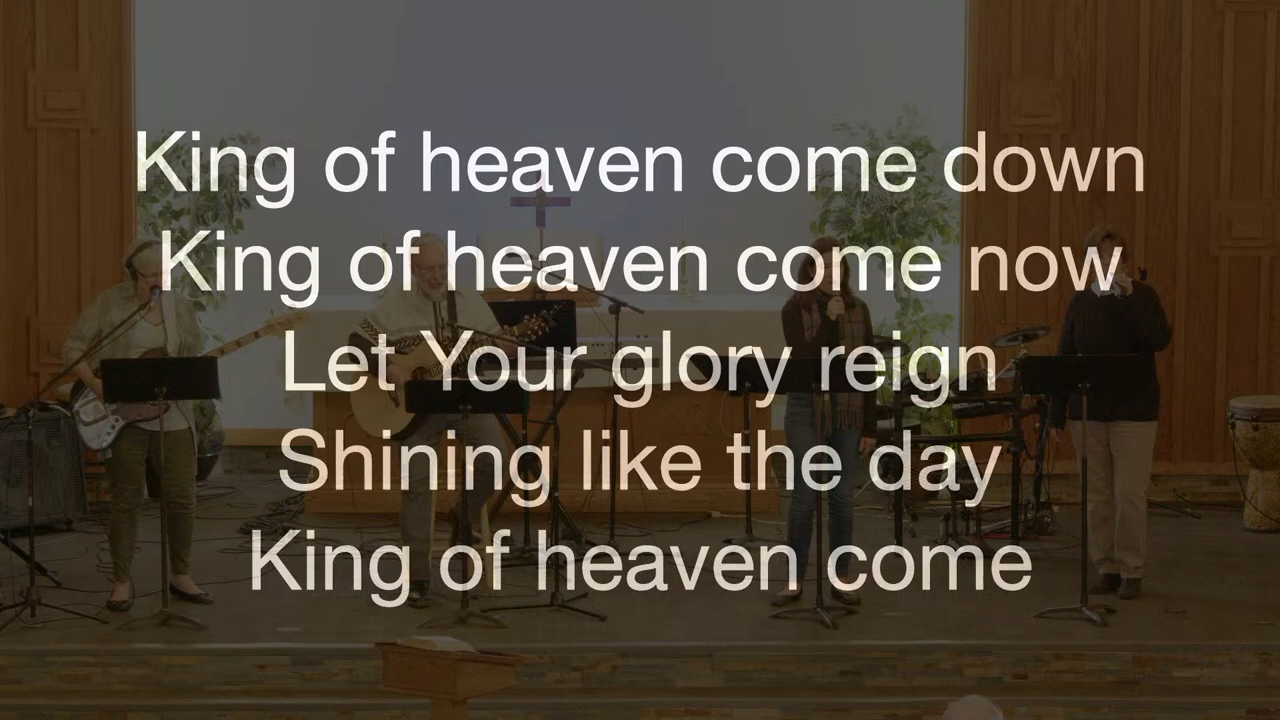 King of heaven come down
King of heaven come now
Let Your glory reign
Shining like the day
King of heaven come